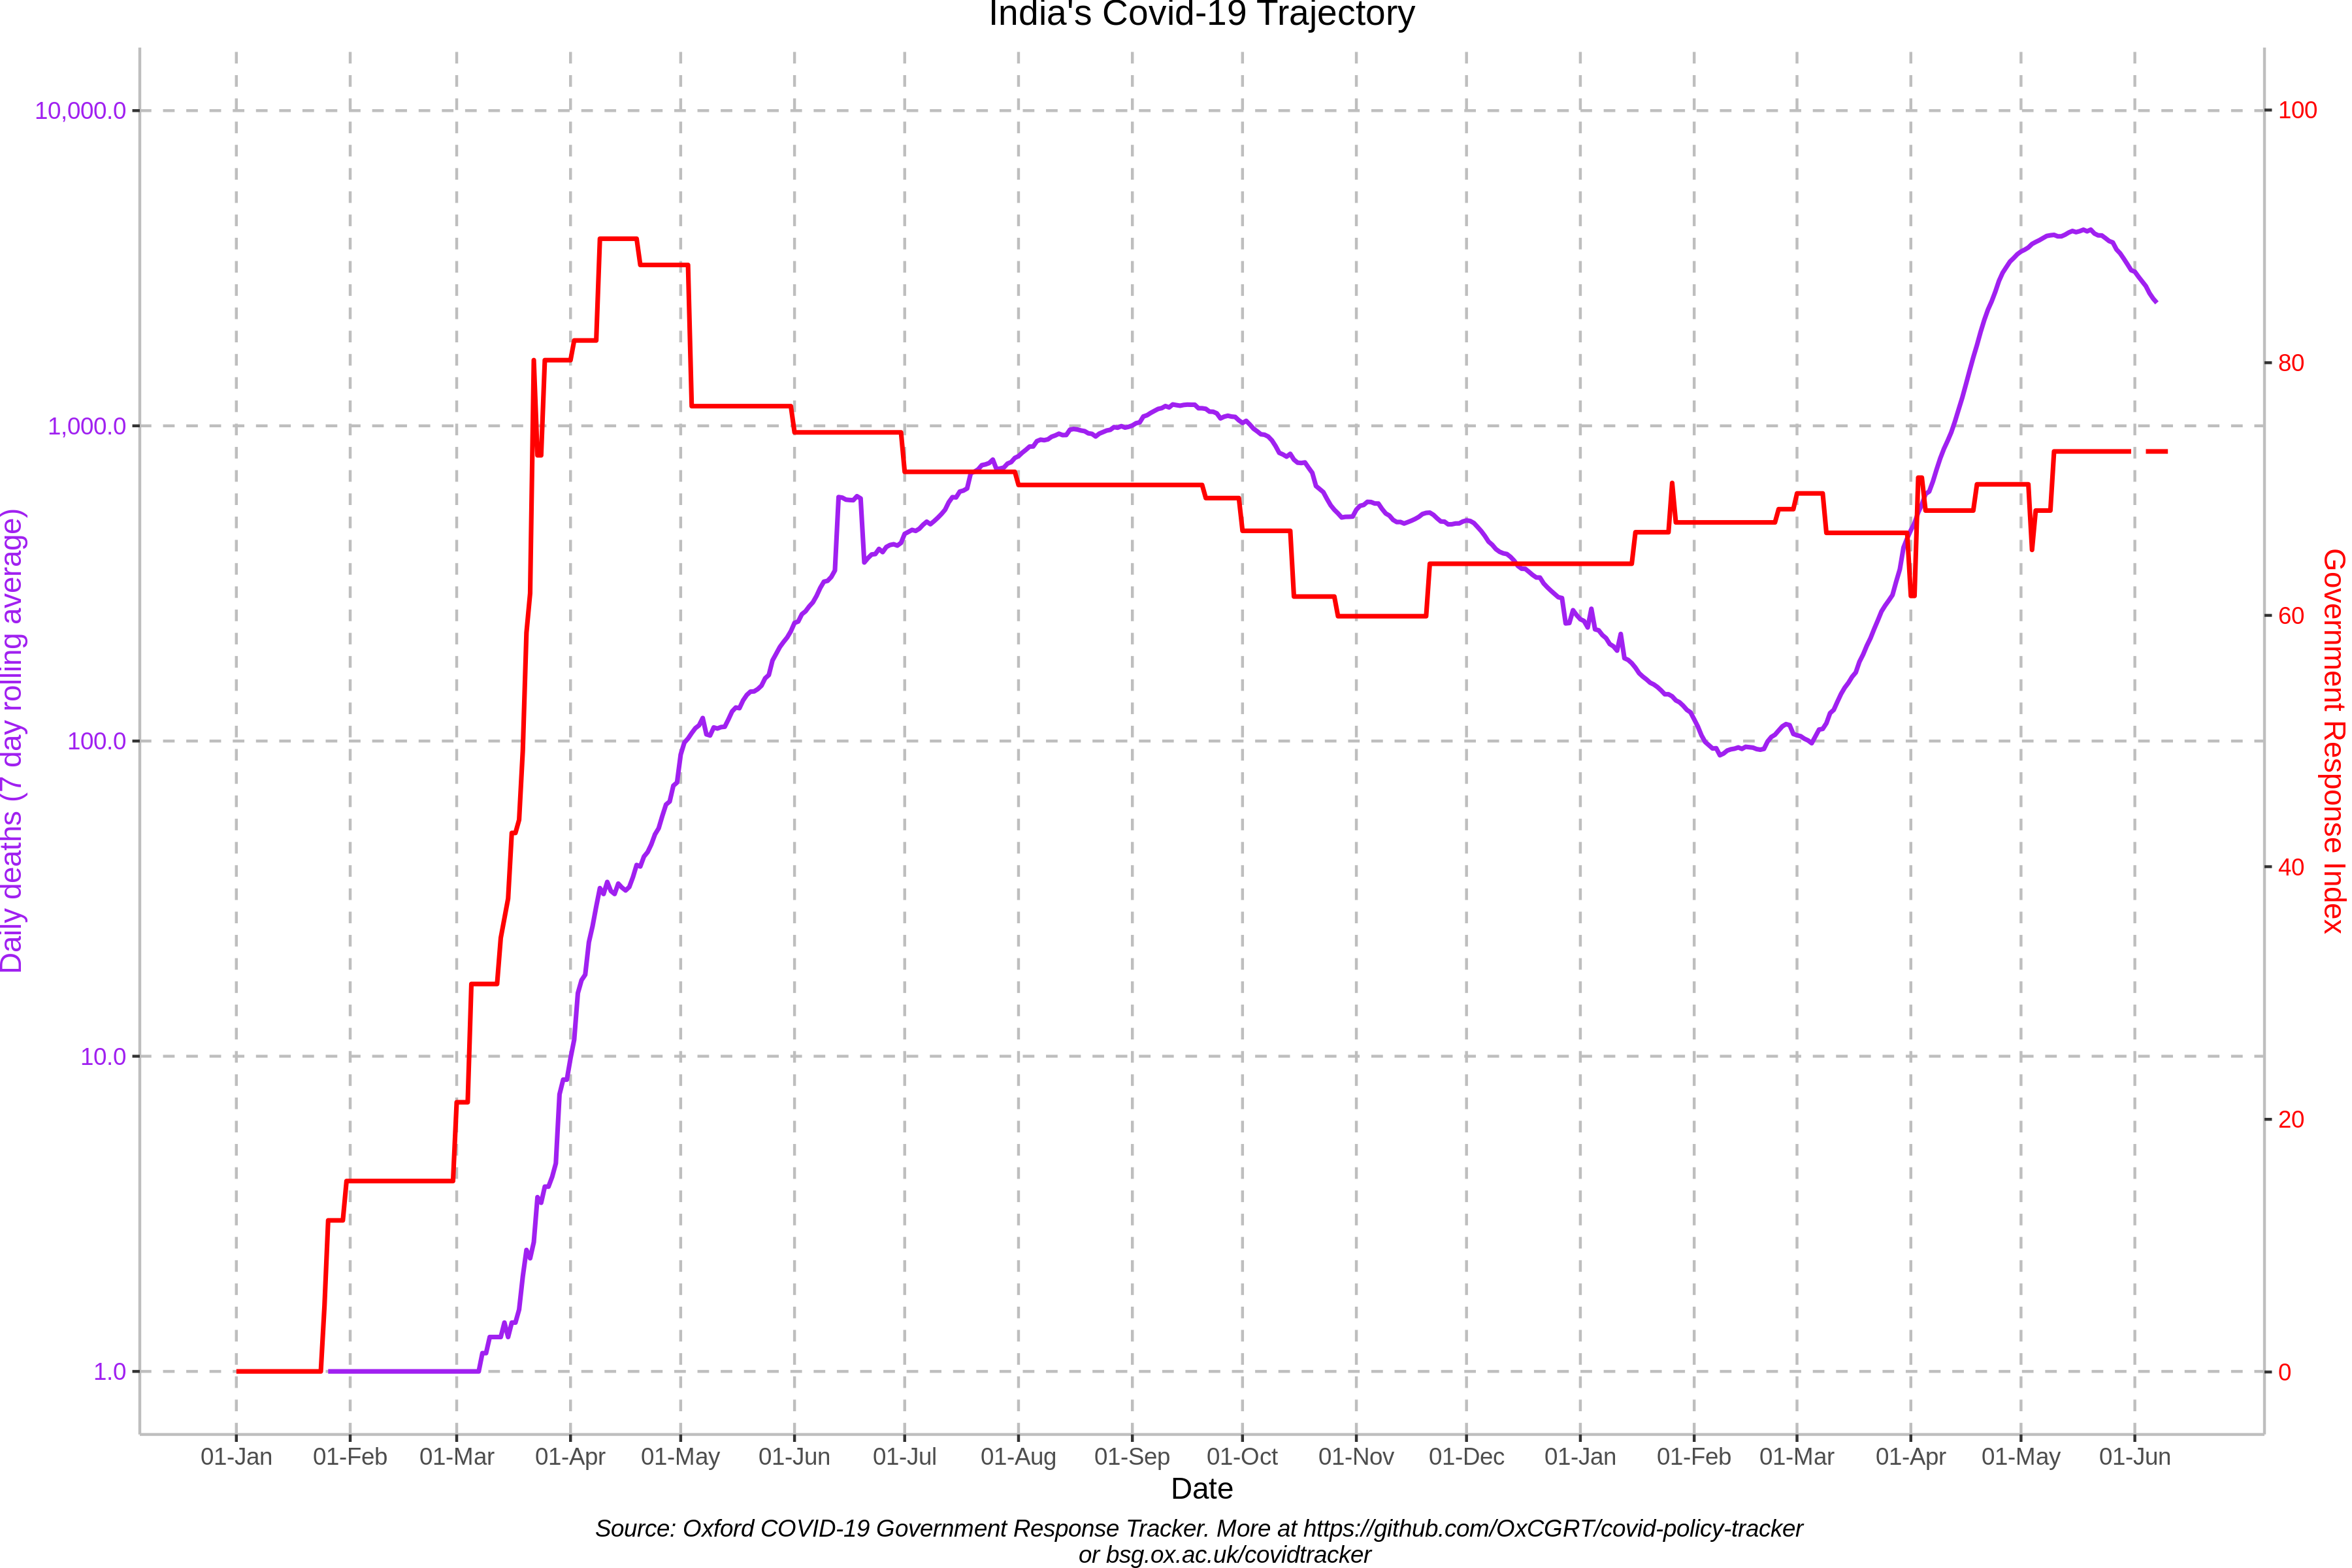 India's Covid-19 Trajectory
10,000.0
1,000.0
100.0
10.0
1.0
Daily deaths (7 day rolling average)
100
80
60
40
20
0
Government Response Index
01-Jan 01-Feb 01-Mar 01-Apr 01-May 01-Jun 01-Jul 01-Aug 01-Sep 01-Oct 01-Nov 01-Dec 01-Jan 01-Feb 01-Mar 01-Apr 01-May 01-Jun
Date
Source: Oxford COVID-19 Government Response Tracker. More at https://github.com/OxCGRT/covid-policy-tracker
or bsg.ox.ac.uk/covidtracker